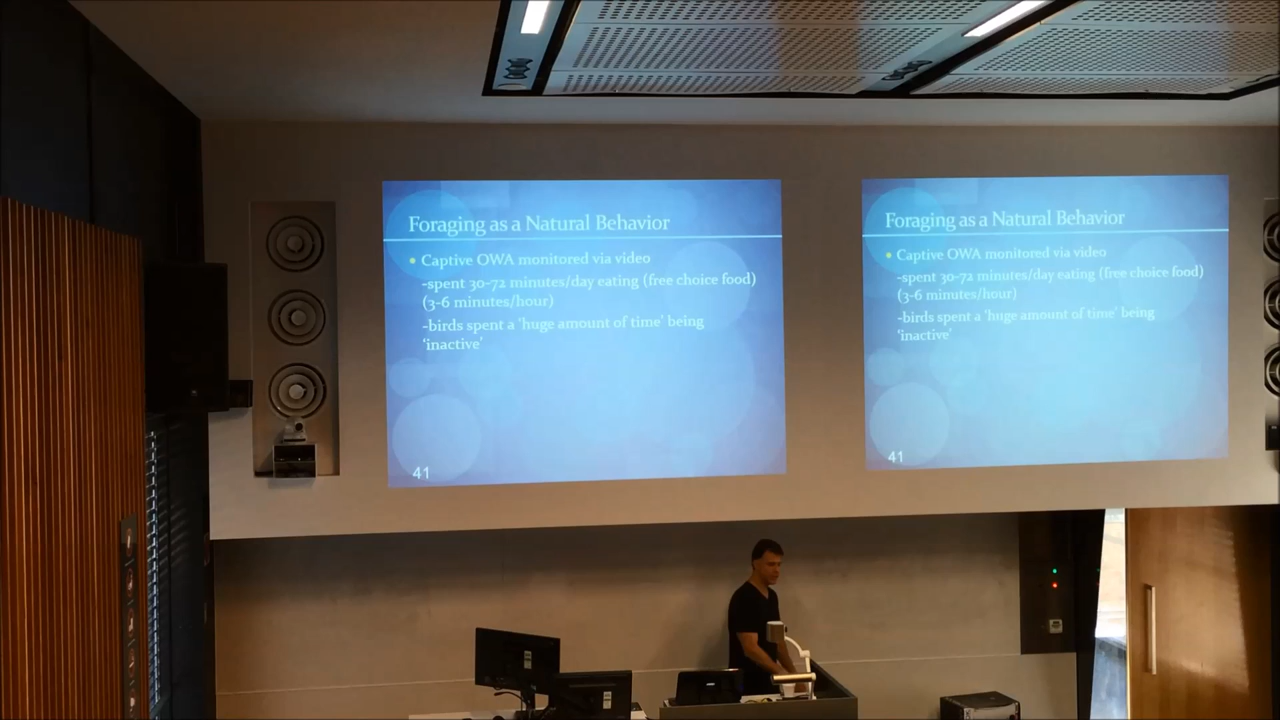 Foraging as a Natural Behavior
Captive OWA monitored via video
-spent 30-72 minutes/day eating (free choice food)
(3-6 minutes/hour)
-birds spent a 'huge amount of time' being
'inactive'
41
Foraging as a Natural Behavior
Captive OWA monitored via video
-spent 30-72 minutes/day eating (free choice food)
(3-6 minutes/hour)
-birds spent a 'huge amount of time' being
'inactive'
41